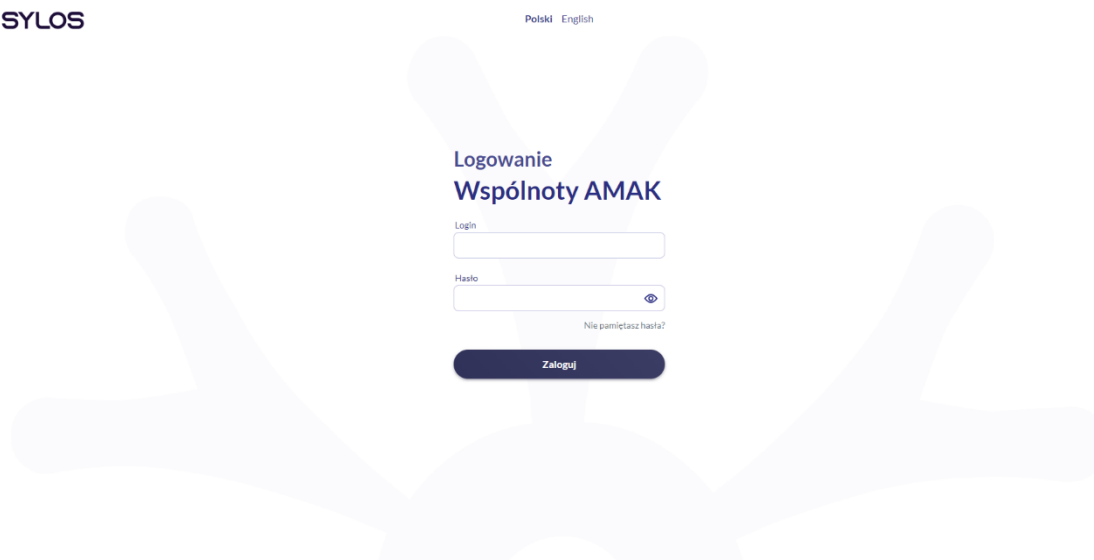 SYLOS
Polski English
Logowanie
Wspólnoty AMAK
Login
Hasło
Nie pamiętasz hasła?
Zaloguj